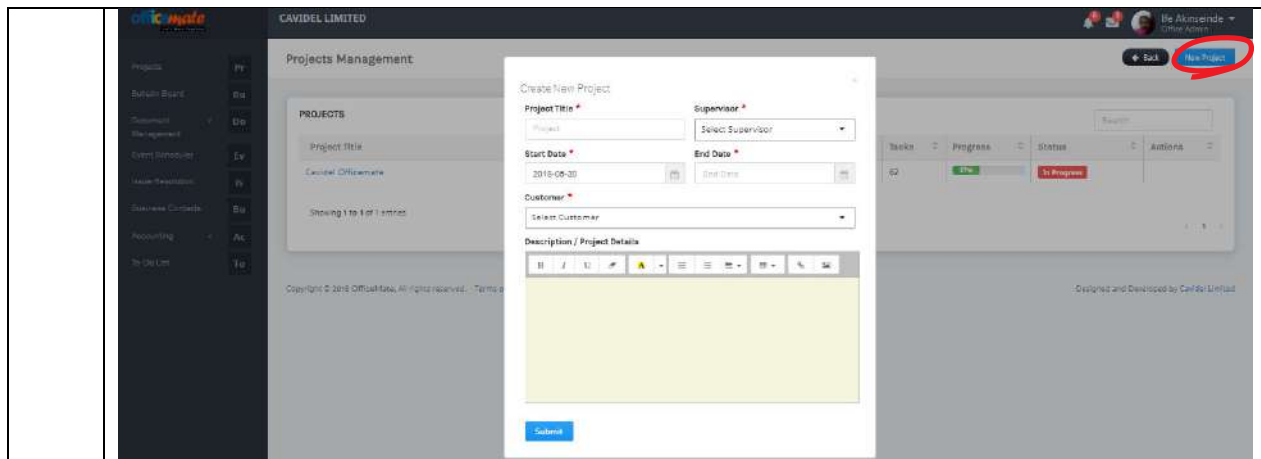 officemate
CAVIDEL LIMITED
Ife Akinseinde
Office Admin
Projects Management
Back
New Project
Projects
Pr
Bulletin Board
Bu
Document
Management
Do
Event Scheduler
Ev
Issue Resolution
Business Contacts
Bu
Accounting
Ac
To-Do List
To
PROJECTS
Search
Project Title
Tasks
Progress
Status
Actions
Cavidel Officemate
62
In Progress
Showing 1 to 1 of 1 entries
1
Create New Project
×
Project Title *
Supervisor *
Project
Select Supervisor
Start Date *
End Date *
2018-08-20
End Date
Customer *
Select Customer
Description / Project Details
B I U A
Submit
Copyright © 2018 OfficeMate, All rights reserved. Terms o
Designed and Developed by Cavidel Limited